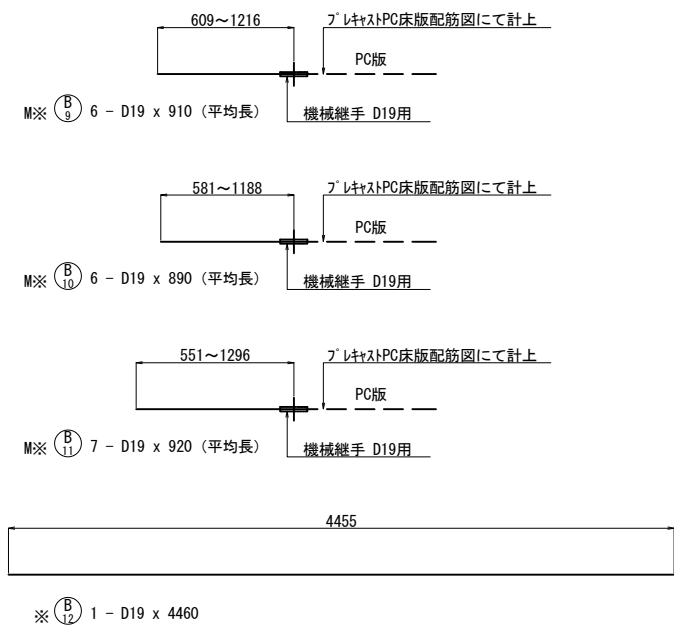 609～1216
プレキャストPC床版配筋図にて計上
PC版
M※ B9 6 - D19 x 910 (平均長)
機械継手 D19用
581～1188
プレキャストPC床版配筋図にて計上
PC版
M※ B10 6 - D19 x 890 (平均長)
機械継手 D19用
551～1296
プレキャストPC床版配筋図にて計上
PC版
M※ B11 7 - D19 x 920 (平均長)
機械継手 D19用
4455
※ B12 1 - D19 x 4460